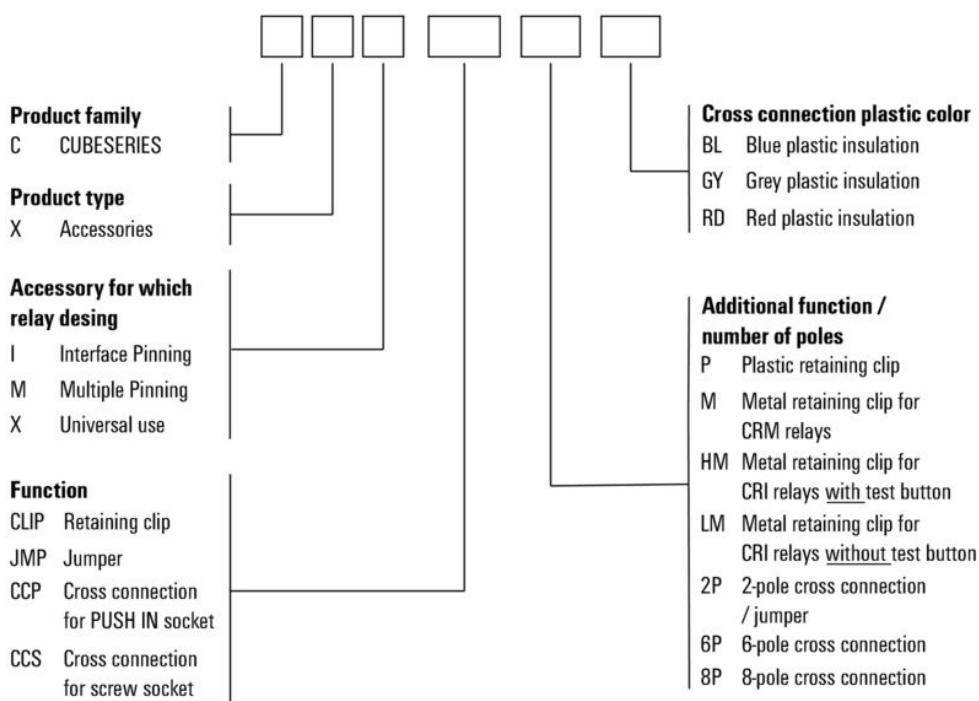 Product family
C CUBESERIES
Product type
X Accessories
Accessory for which
relay desing
I Interface Pinning
M Multiple Pinning
X Universal use
Function
CLIP Retaining clip
JMP Jumper
CCP Cross connection
for PUSH IN socket
CCS Cross connection
for screw socket
Cross connection plastic color
BL Blue plastic insulation
GY Grey plastic insulation
RD Red plastic insulation
Additional function /
number of poles
P Plastic retaining clip
M Metal retaining clip for
CRM relays
HM Metal retaining clip for
CRI relays with test button
LM Metal retaining clip for
CRI relays without test button
2P 2-pole cross connection
/ jumper
6P 6-pole cross connection
8P 8-pole cross connection